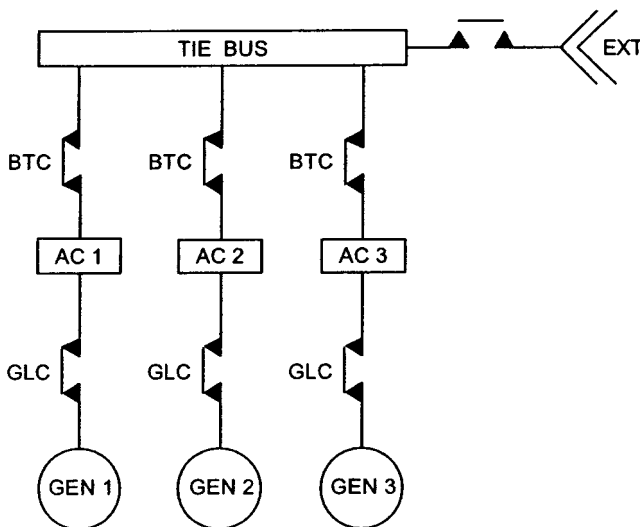 TIE BUS
EXT
BTC BTC BTC
AC 1 AC 2 AC 3
GLC GLC GLC
GEN 1 GEN 2 GEN 3